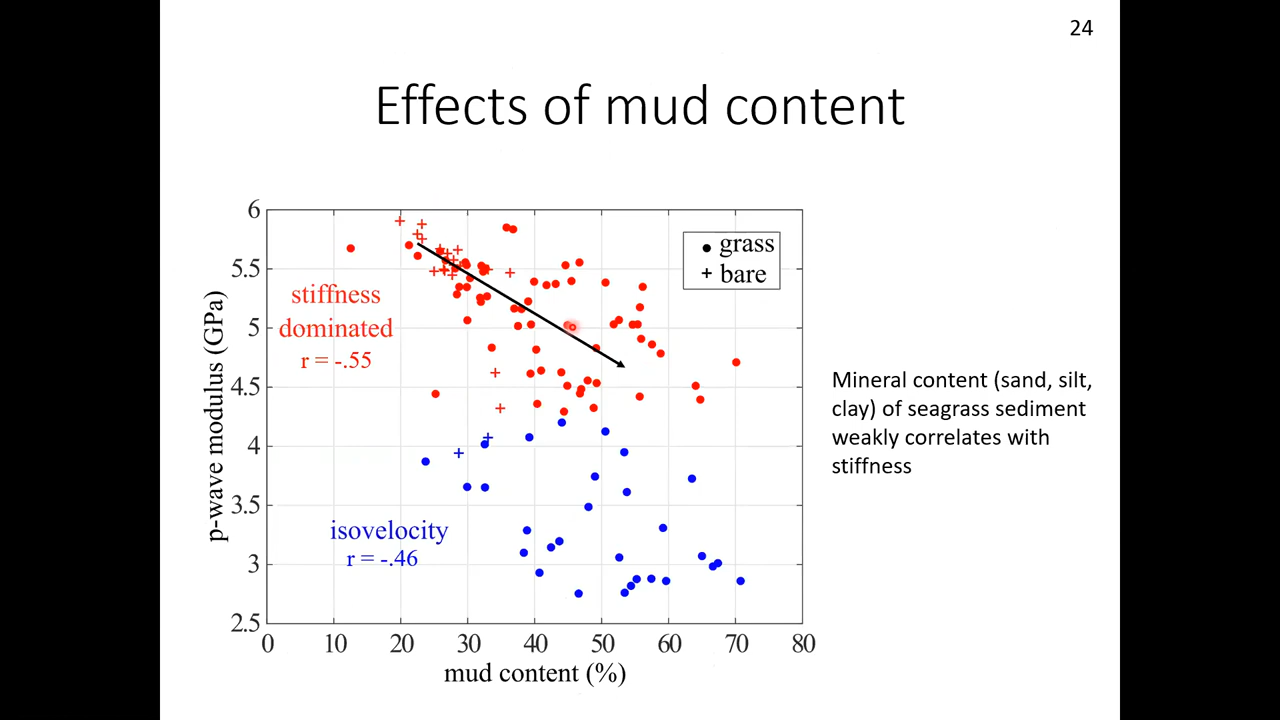 24
Effects of mud content
6
5.5
5
4.5
4
3.5
3
2.5
p-wave modulus (GPa)
stiffness
dominated
r = -.55
isovelocity
r = -.46
grass
+ bare
0 10 20 30 40 50 60 70 80
mud content (%)
Mineral content (sand, silt,
clay) of seagrass sediment
weakly correlates with
stiffness